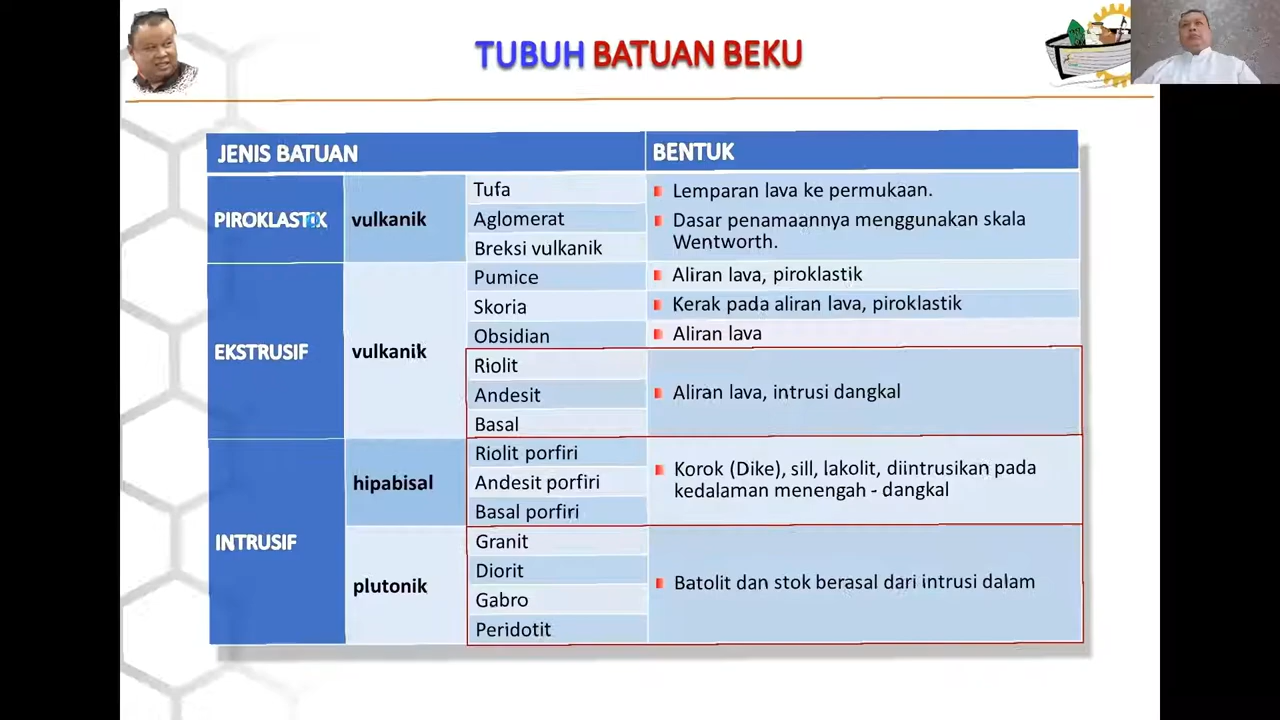 TUBUH BATUAN BEKU
JENIS BATUAN
BENTUK
PIROKLASTIK
vulkanik
Tufa
Aglomerat
Breksi vulkanik
Lemparan lava ke permukaan.
Dasar penamaannya menggunakan skala
Wentworth.
EKSTRUSIF
vulkanik
Pumice
Aliran lava, piroklastik
Skoria
Kerak pada aliran lava, piroklastik
Obsidian
Aliran lava
Riolit
Andesit
Basal
Aliran lava, intrusi dangkal
INTRUSIF
hipabisal
Riolit porfiri
Andesit porfiri
Basal porfiri
Korok (Dike), sill, lakolit, diintrusikan pada
kedalaman menengah - dangkal
plutonik
Granit
Diorit
Gabro
Peridotit
Batolit dan stok berasal dari intrusi dalam